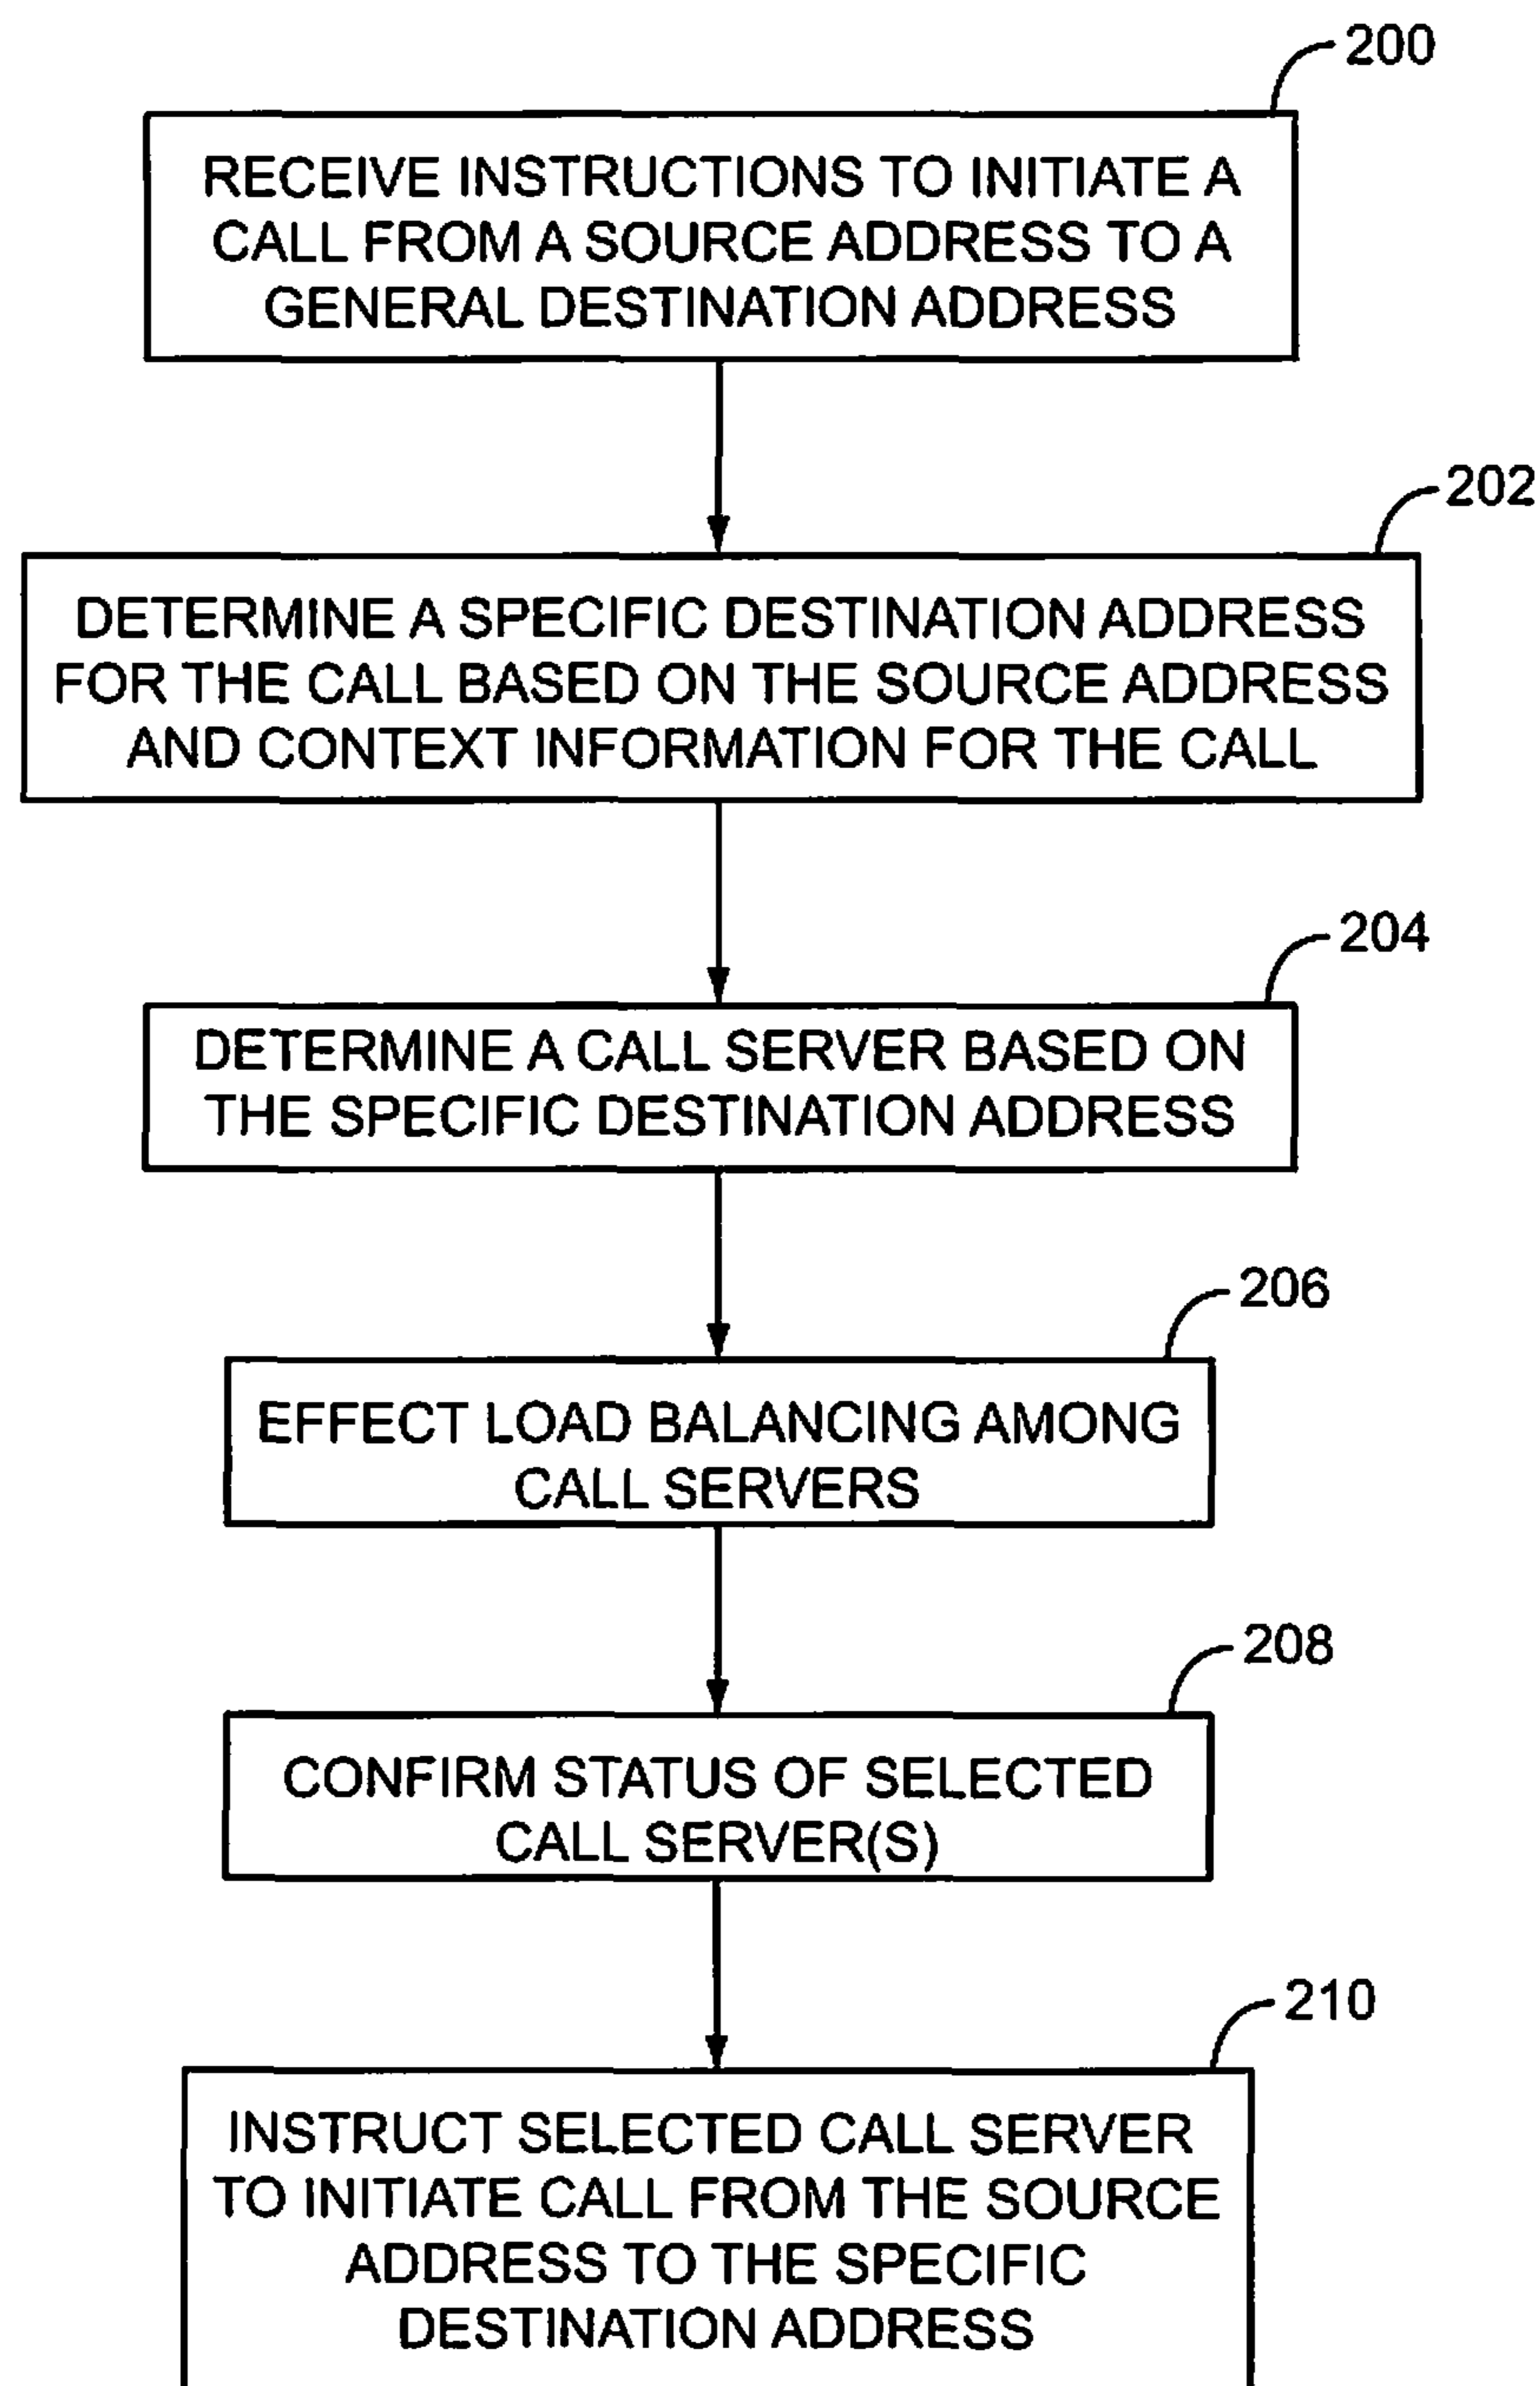 200
RECEIVE INSTRUCTIONS TO INITIATE A
CALL FROM A SOURCE ADDRESS TO A
GENERAL DESTINATION ADDRESS
202
DETERMINE A SPECIFIC DESTINATION ADDRESS
FOR THE CALL BASED ON THE SOURCE ADDRESS
AND CONTEXT INFORMATION FOR THE CALL
204
DETERMINE A CALL SERVER BASED ON
THE SPECIFIC DESTINATION ADDRESS
206
EFFECT LOAD BALANCING AMONG
CALL SERVERS
208
CONFIRM STATUS OF SELECTED
CALL SERVER(S)
210
INSTRUCT SELECTED CALL SERVER
TO INITIATE CALL FROM THE SOURCE
ADDRESS TO THE SPECIFIC
DESTINATION ADDRESS